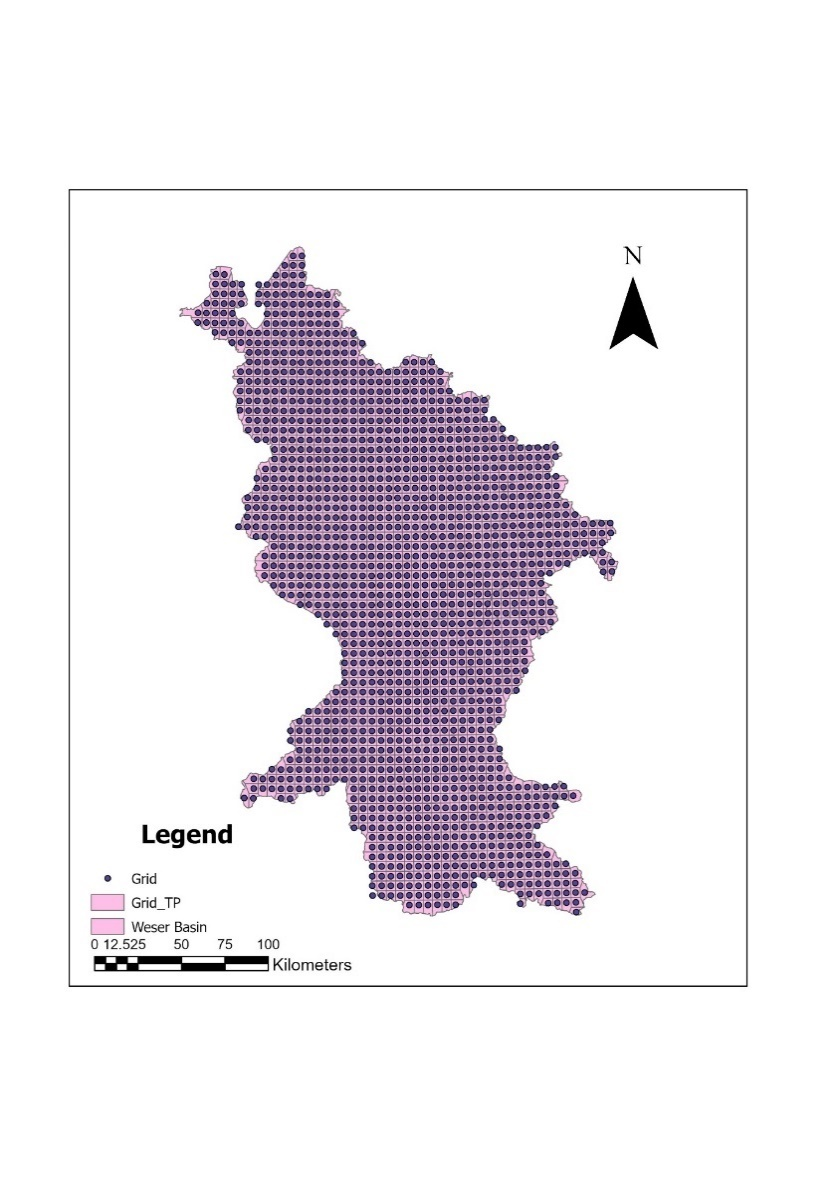 N
Legend
Grid
Grid_TP
Weser Basin
0 12.525 50 75 100
Kilometers